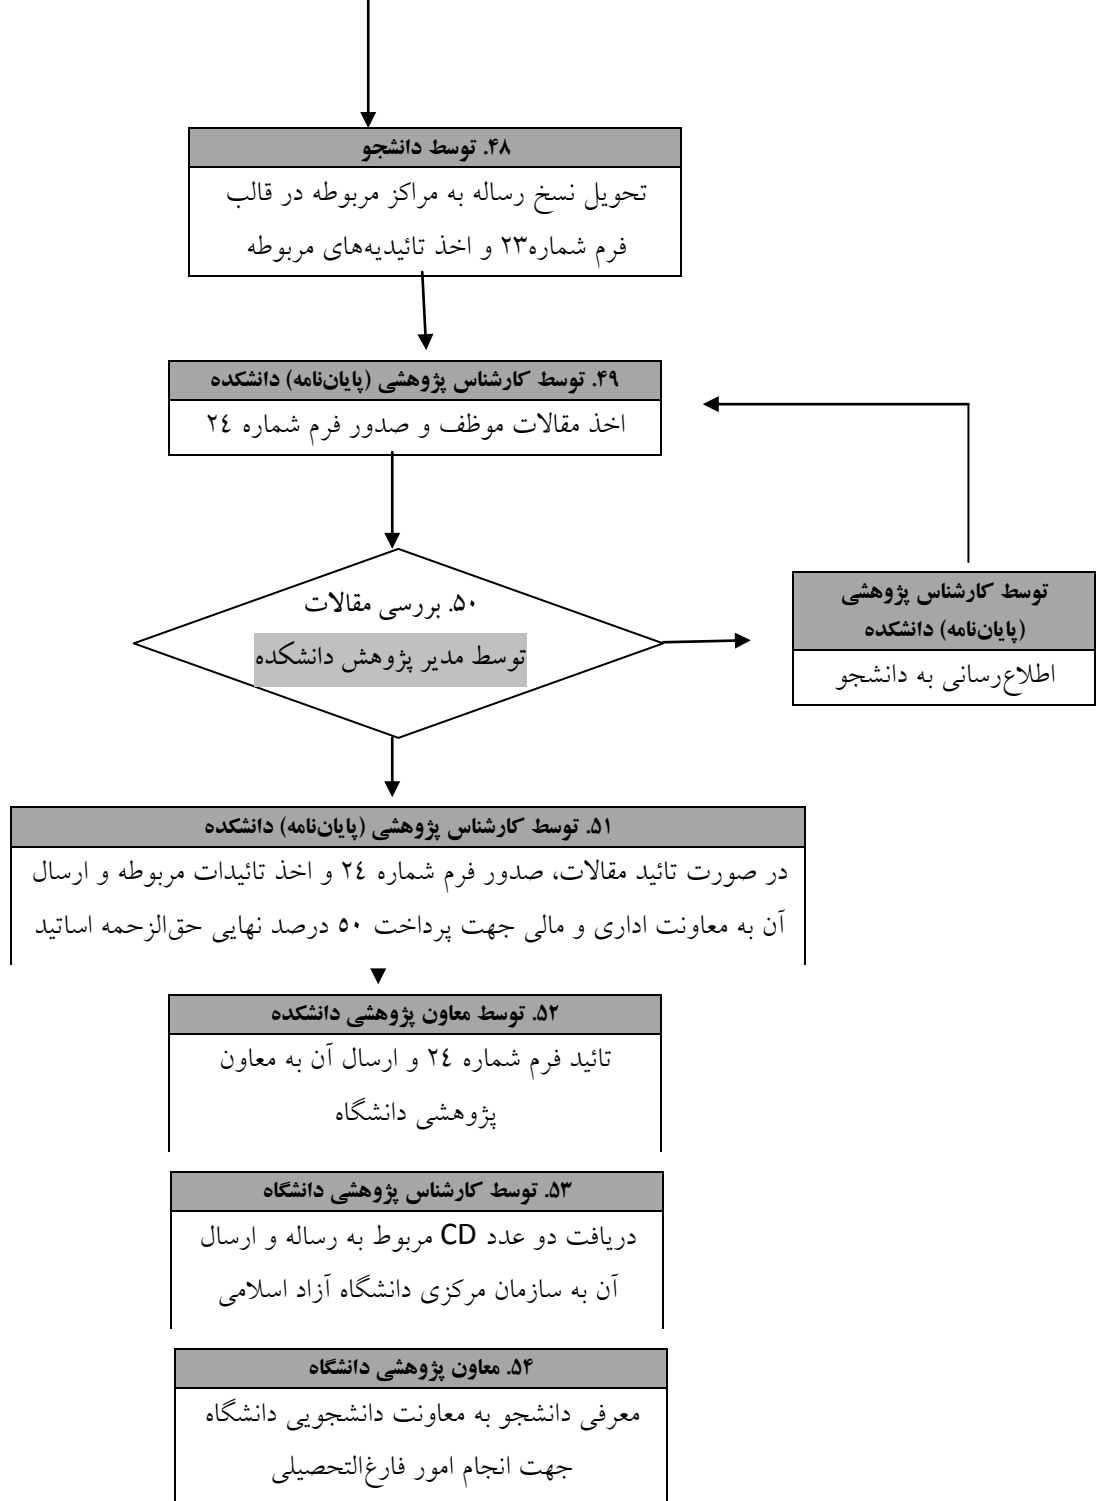 ۴۸. توسط دانشجو
تحویل نسخ رساله به مراکز مربوطه در قالب
فرم شماره۲۳ و اخذ تائیدیه‌های مربوطه
۴۹. توسط کارشناس پژوهشی (پایان‌نامه) دانشکده
اخذ مقالات موظف و صدور فرم شماره ۲٤
۵۰. بررسی مقالات
توسط مدیر پژوهش دانشکده
توسط کارشناس پژوهشی
(پایان‌نامه) دانشکده
اطلاع‌رسانی به دانشجو
۵۱. توسط کارشناس پژوهشی (پایان‌نامه) دانشکده
در صورت تائید مقالات، صدور فرم شماره ۲٤ و اخذ تائیدات مربوطه و ارسال
آن به معاونت اداری و مالی جهت پرداخت ۵۰ درصد نهایی حق‌الزحمه اساتید
۵۲. توسط معاون پژوهشی دانشکده
تائید فرم شماره ۲٤ و ارسال آن به معاون
پژوهشی دانشگاه
۵۳. توسط کارشناس پژوهشی دانشگاه
دریافت دو عدد CD مربوط به رساله و ارسال
آن به سازمان مرکزی دانشگاه آزاد اسلامی
۵۴. معاون پژوهشی دانشگاه
معرفی دانشجو به معاونت دانشجویی دانشگاه
جهت انجام امور فارغ‌التحصیلی